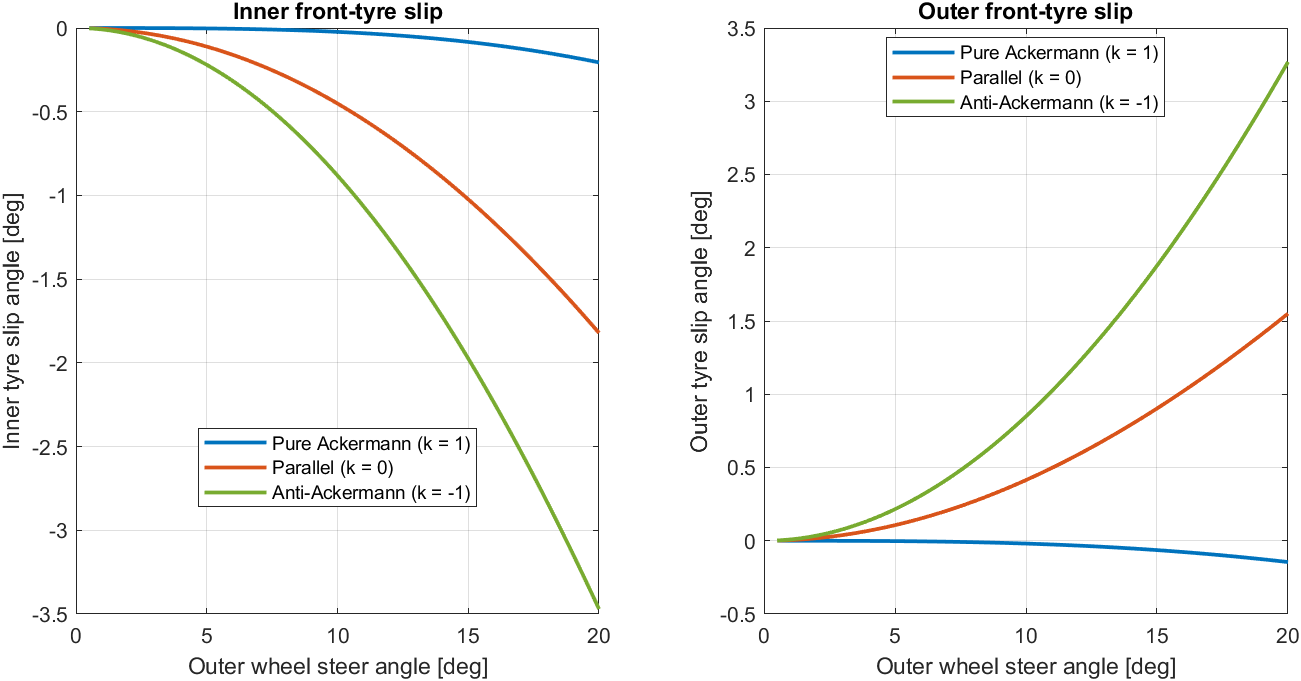 Inner front-tyre slip
0
-0.5
-1
-1.5
-2
-2.5
-3
-3.5
Inner tyre slip angle [deg]
Pure Ackermann (k = 1)
Parallel (k = 0)
Anti-Ackermann (k = -1)
0 5 10 15 20
Outer wheel steer angle [deg]
Outer front-tyre slip
3.5
3
2.5
2
1.5
1
0.5
0
-0.5
Outer tyre slip angle [deg]
Pure Ackermann (k = 1)
Parallel (k = 0)
Anti-Ackermann (k = -1)
0 5 10 15 20
Outer wheel steer angle [deg]